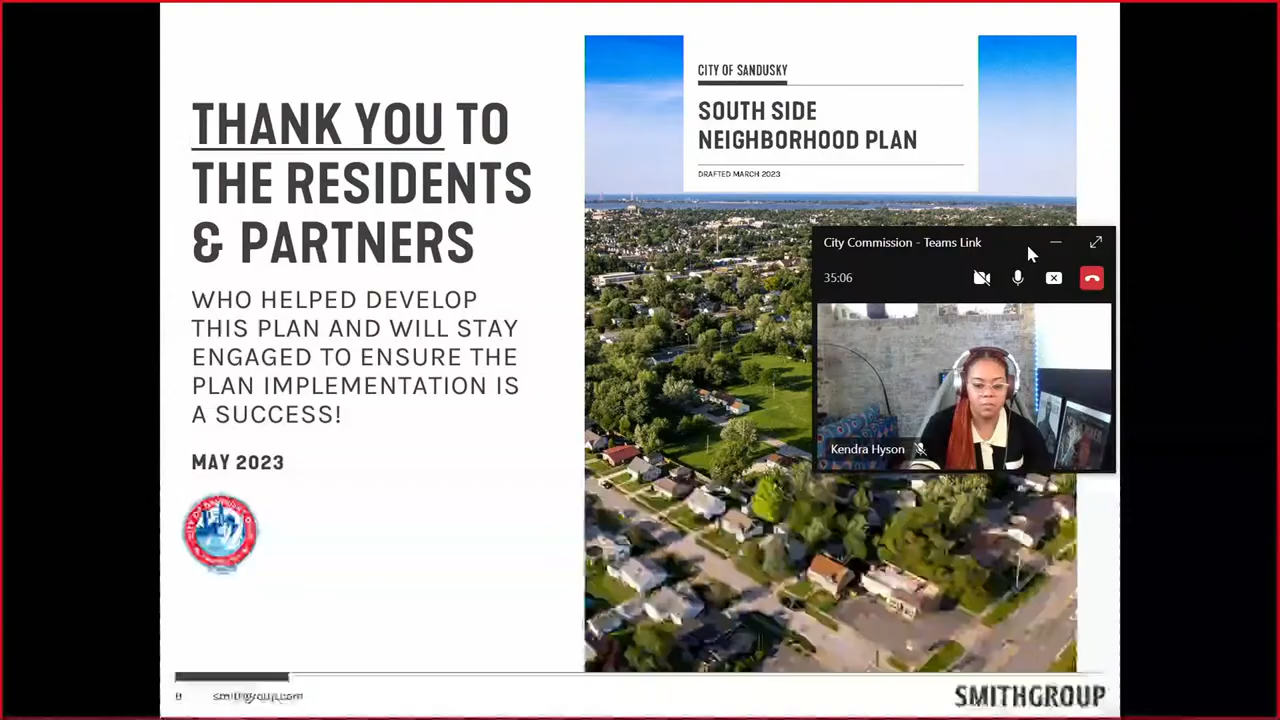 THANK YOU TO
THE RESIDENTS
& PARTNERS
WHO HELPED DEVELOP
THIS PLAN AND WILL STAY
ENGAGED TO ENSURE THE
PLAN IMPLEMENTATION IS
A SUCCESS!
MAY 2023
CITY OF SANDUSKY
SOUTH SIDE
NEIGHBORHOOD PLAN
DRAFTED MARCH 2023
City Commission - Teams Link
35:06
Kendra Hyson
SMITHGROUP